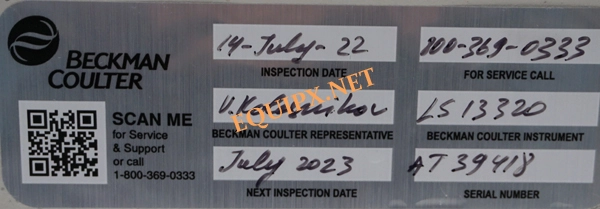 BECKMAN
COULTER
14-July-22
INSPECTION DATE
800-369-0333
FOR SERVICE CALL
SCAN ME
for Service
& Support
or call
1-800-369-0333
V.K.
BECKMAN COULTER REPRESENTATIVE
LS 13320
BECKMAN COULTER INSTRUMENT
July 2023
NEXT INSPECTION DATE
AT 39418
SERIAL NUMBER
EQUIPX.NET